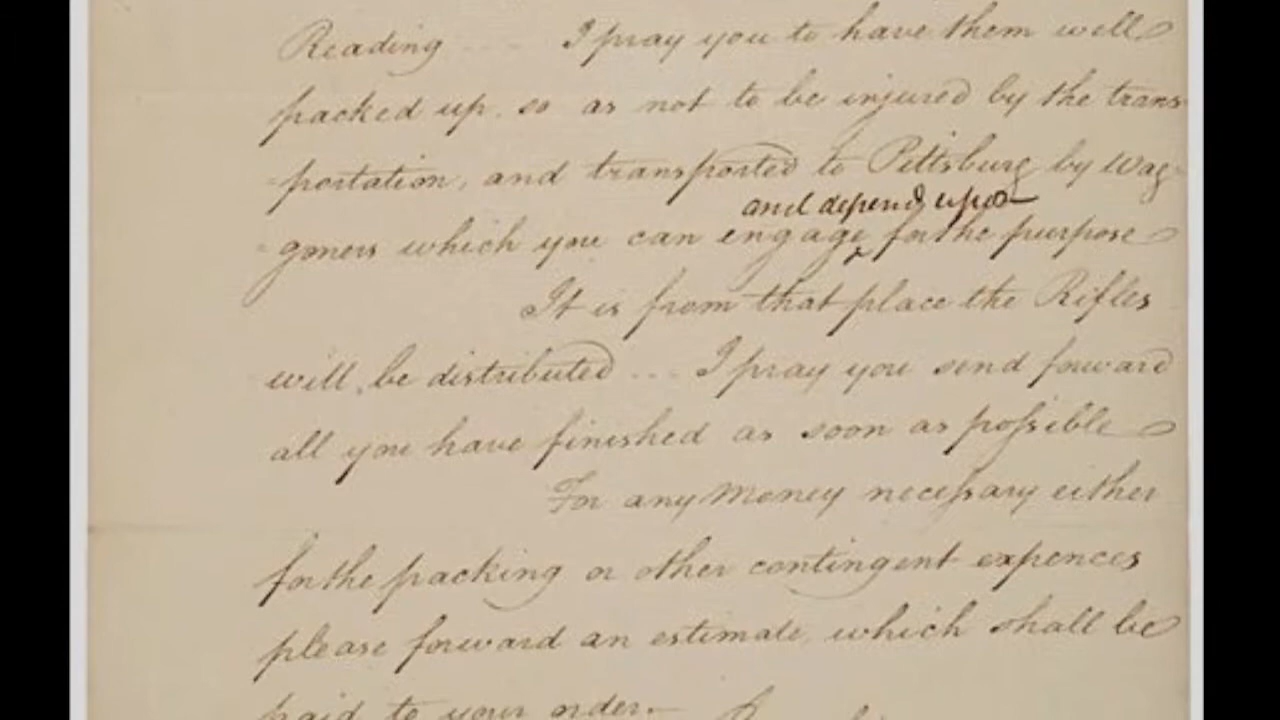 Reading .... I pray you to have them well
packed up, so as not to be injured by the trans-
-portation, and transported to Pittsburg by Wag-
and depend upon
-goners which you can engage ‸ for the purpose
It is from that place the Rifles
will be distributed ... I pray you send forward
all you have finished as soon as poſsible
For any money neceſsary either
for the packing or other contingent expences
please forward an estimate, which shall be
paid to your order.—